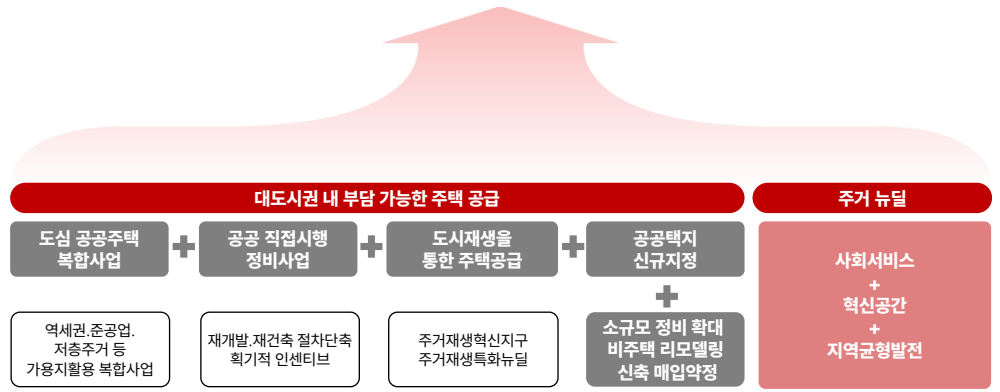 대도시권 내 부담 가능한 주택 공급
주거 뉴딜
도심 공공주택
복합사업
공공 직접시행
정비사업
도시재생을
통한 주택공급
공공택지
신규지정
역세권.준공업.
저층주거 등
가용지활용 복합사업
재개발.재건축 절차단축
획기적 인센티브
주거재생혁신지구
주거재생특화뉴딜
소규모 정비 확대
비주택 리모델링
신축 매입약정
사회서비스
+
혁신공간
+
지역균형발전